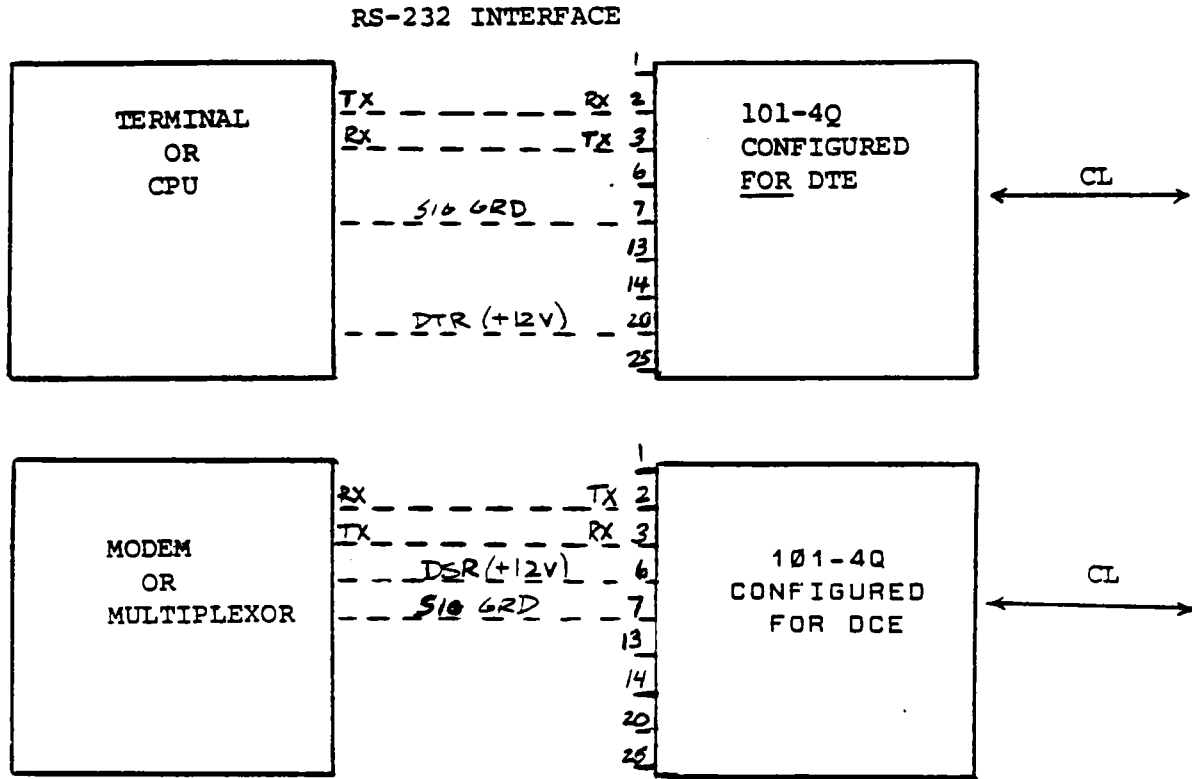 RS-232 INTERFACE
TERMINAL
OR
CPU
TX
RX
SIG GRD
DTR (+12V)
RX
TX
1
2
3
6
7
13
14
20
25
101-4Q
CONFIGURED
FOR DTE
CL
MODEM
OR
MULTIPLEXOR
RX
TX
DSR (+12V)
SIG GRD
TX
RX
1
2
3
6
7
13
14
20
25
101-4Q
CONFIGURED
FOR DCE
CL